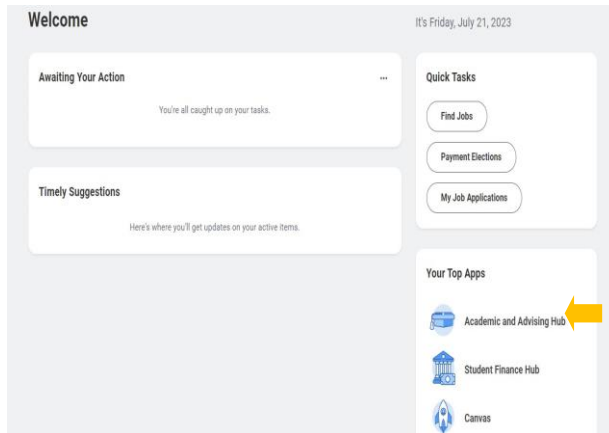 Welcome
It's Friday, July 21, 2023
Awaiting Your Action
...
You're all caught up on your tasks.
Timely Suggestions
Here's where you'll get updates on your active items.
Quick Tasks
Find Jobs
Payment Elections
My Job Applications
Your Top Apps
Academic and Advising Hub
Student Finance Hub
Canvas